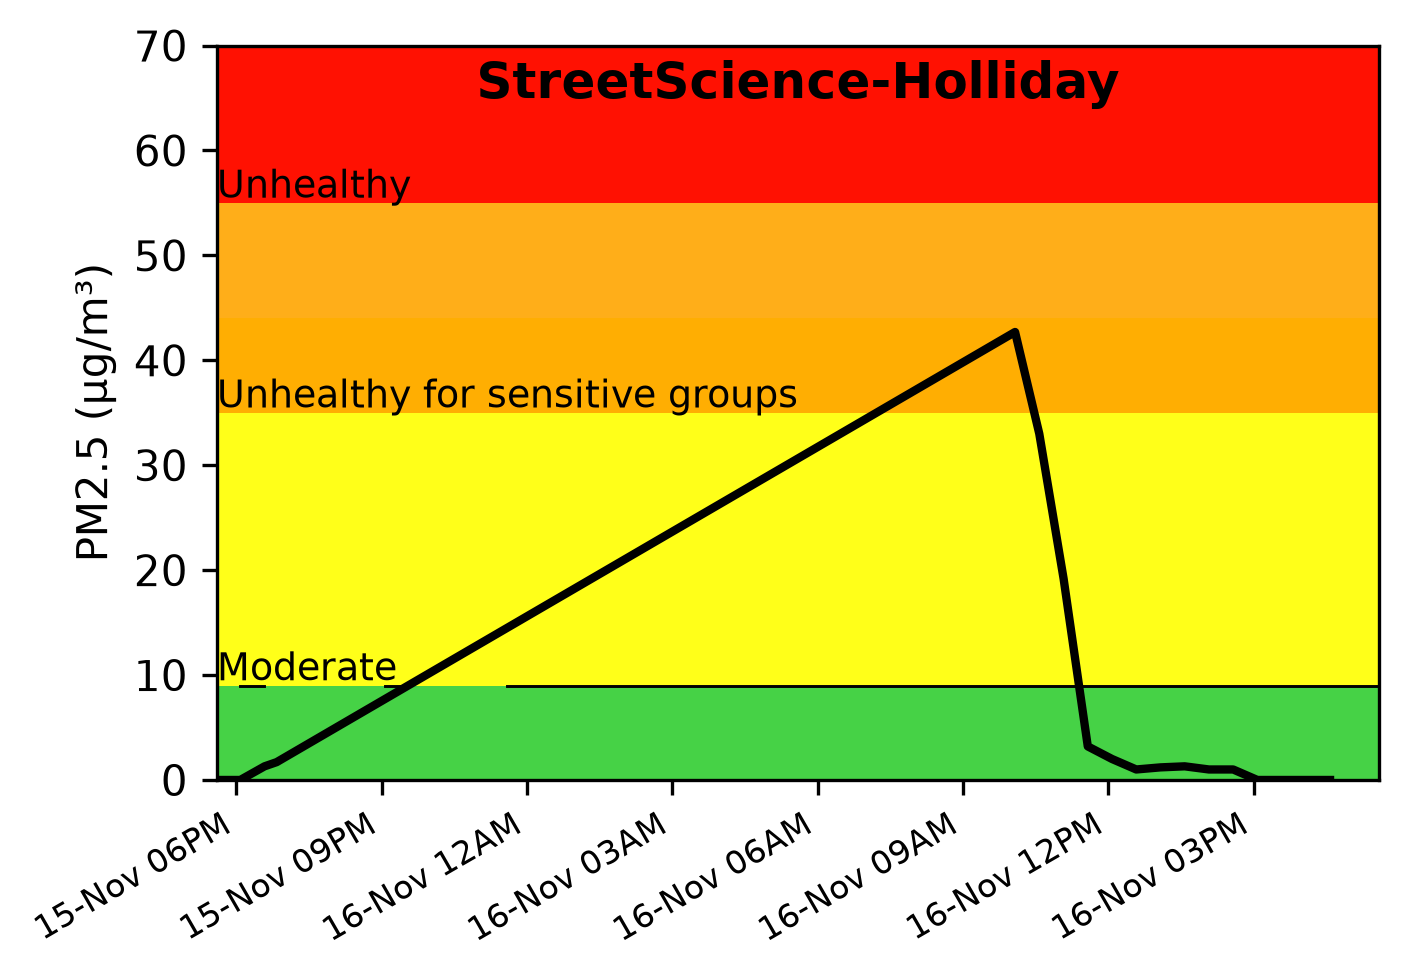 StreetScience-Holliday
PM2.5 (µg/m³)
70
60
50
40
30
20
10
0
Unhealthy
Unhealthy for sensitive groups
Moderate
15-Nov 06PM
15-Nov 09PM
16-Nov 12AM
16-Nov 03AM
16-Nov 06AM
16-Nov 09AM
16-Nov 12PM
16-Nov 03PM